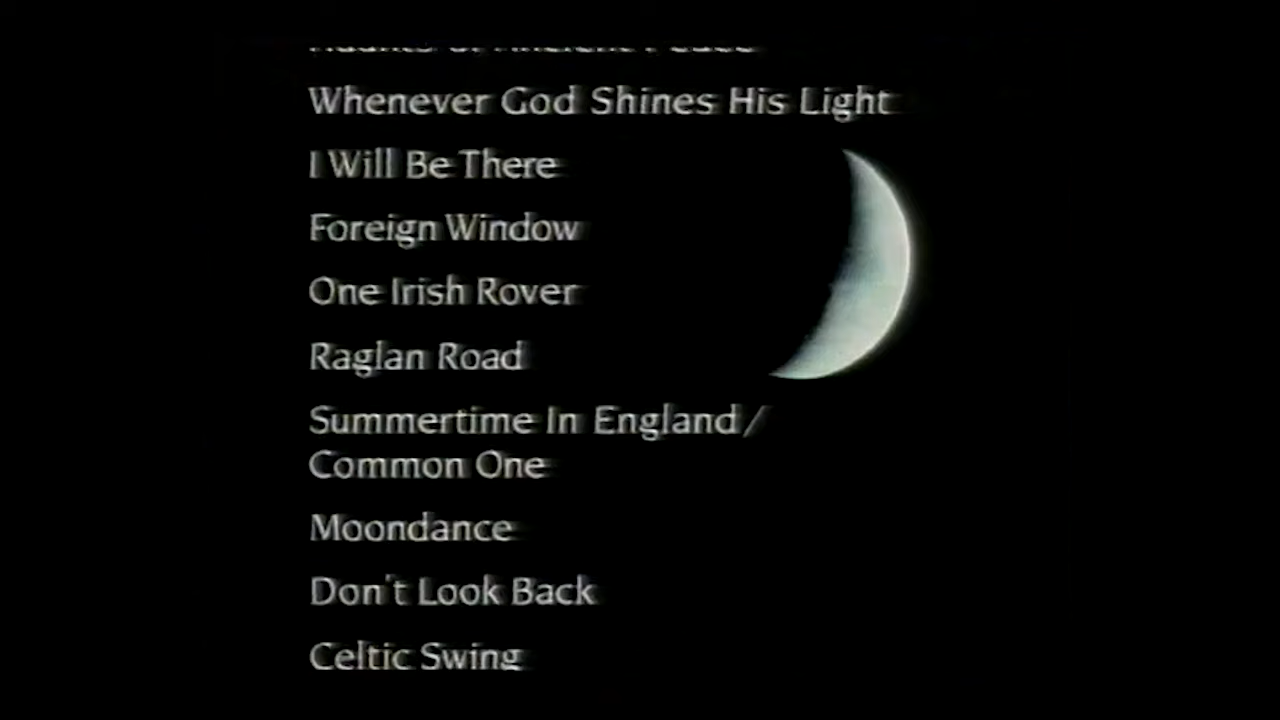 Whenever God Shines His Light
I Will Be There
Foreign Window
One Irish Rover
Raglan Road
Summertime In England/
Common One
Moondance
Don't Look Back
Celtic Swing